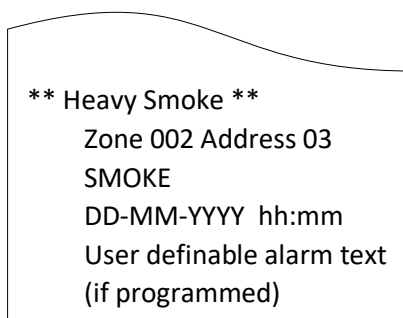 ** Heavy Smoke **
Zone 002 Address 03
SMOKE
DD-MM-YYYY  hh:mm
User definable alarm text
(if programmed)